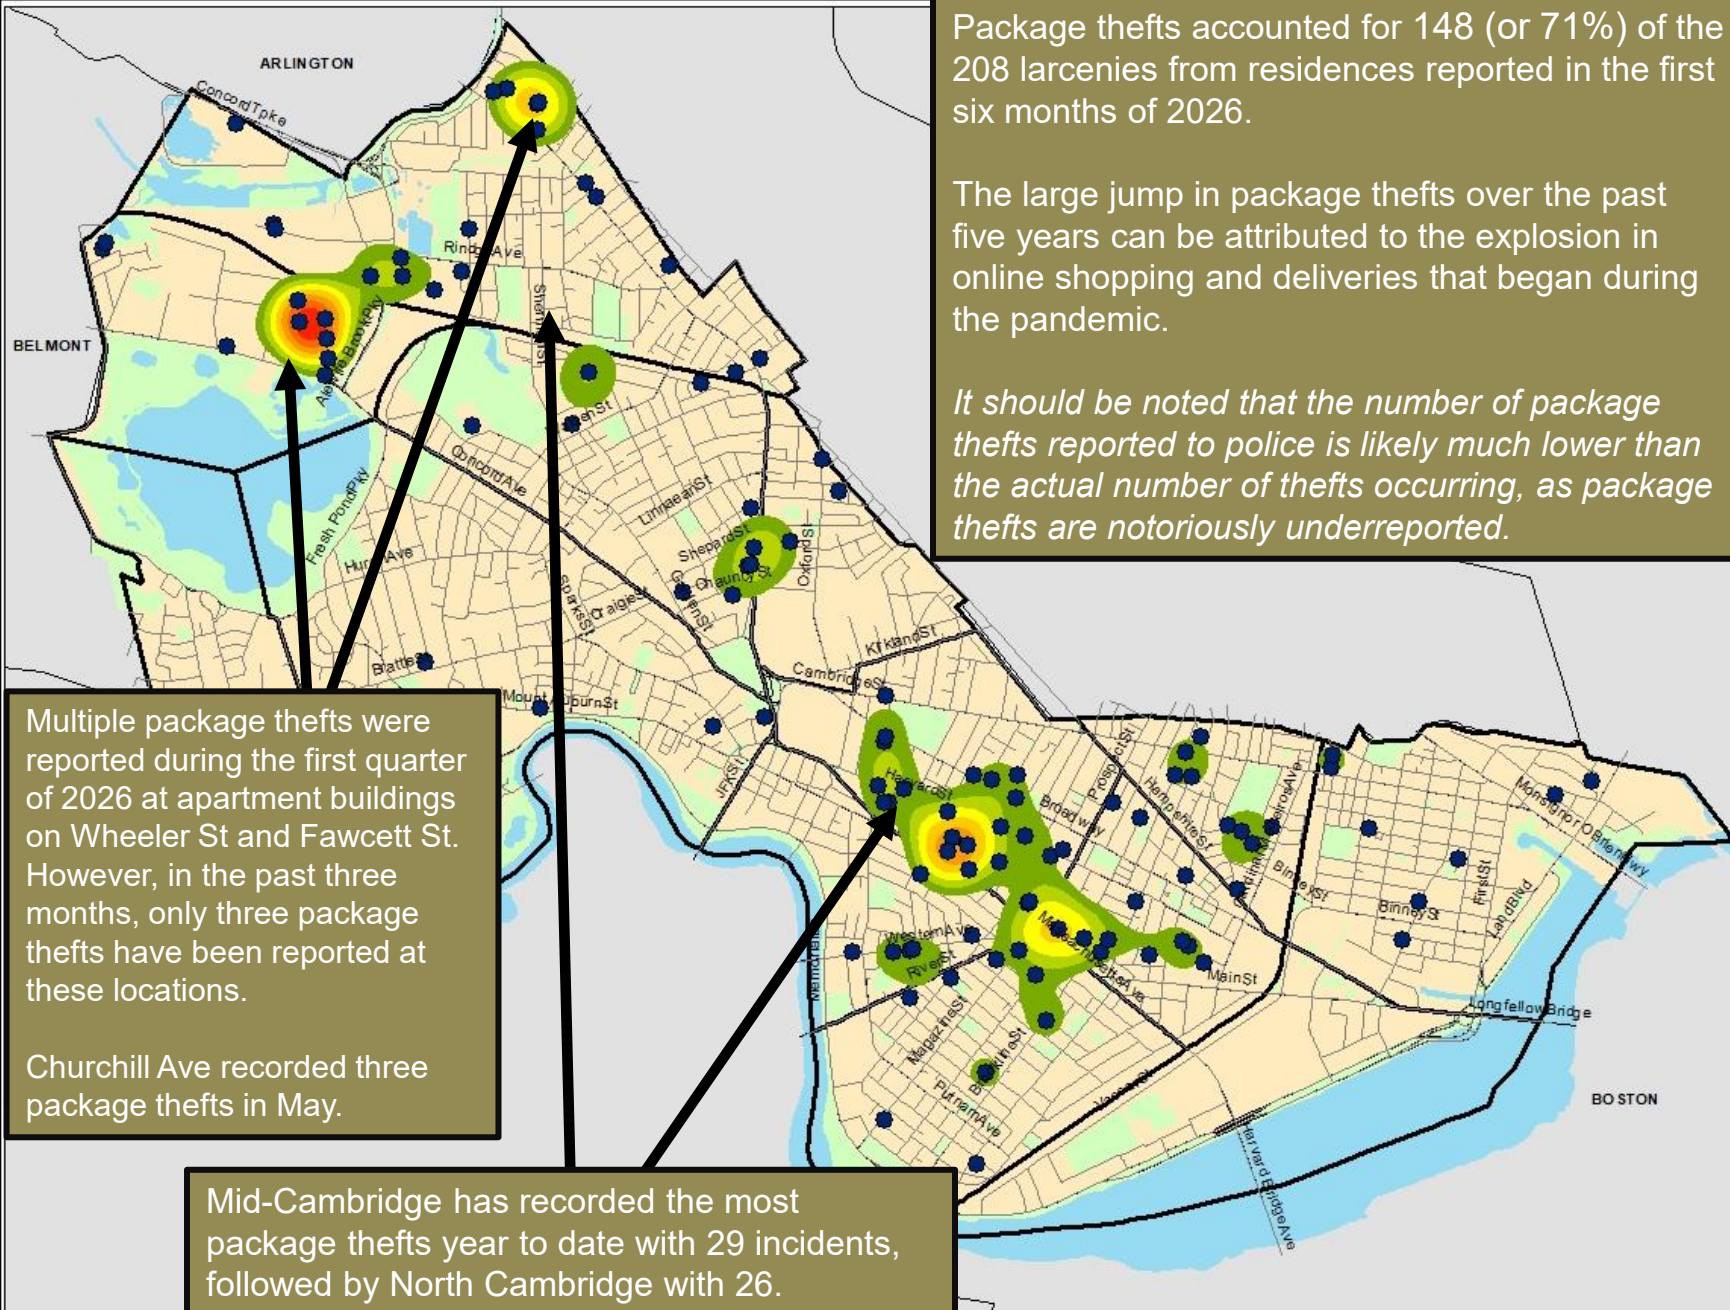 Package thefts accounted for 148 (or 71%) of the
208 larcenies from residences reported in the first
six months of 2026.
The large jump in package thefts over the past
five years can be attributed to the explosion in
online shopping and deliveries that began during
the pandemic.
It should be noted that the number of package
thefts reported to police is likely much lower than
the actual number of thefts occurring, as package
thefts are notoriously underreported.
ARLINGTON
Concord Tpke
BELMONT
Concord Ave
Fresh Pond Pky
Linnaean St
Shepard St
Chauncy St
Oxford St
Kirkland St
Cambridge St
Mount Auburn St
JFK St
Harvard St
Broadway
Prospect St
Hampshire St
Binney St
Binney St
First St
Land Blvd
Monsignor O Brien Hwy
Western Ave
River St
Main St
Longfellow Bridge
Magazine St
Putnam Ave
Harvard Bridge Ave
BOSTON
Multiple package thefts were
reported during the first quarter
of 2026 at apartment buildings
on Wheeler St and Fawcett St.
However, in the past three
months, only three package
thefts have been reported at
these locations.
Churchill Ave recorded three
package thefts in May.
Mid-Cambridge has recorded the most
package thefts year to date with 29 incidents,
followed by North Cambridge with 26.